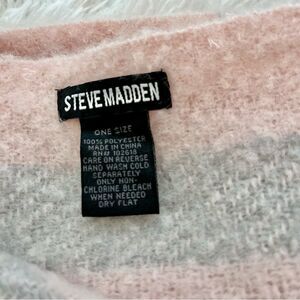 STEVE MADDEN
ONE SIZE
100% POLYESTER
MADE IN CHINA
RN# 102618
CARE ON REVERSE
HAND WASH COLD
SEPARATELY
ONLY NON-
CHLORINE BLEACH
WHEN NEEDED
DRY FLAT